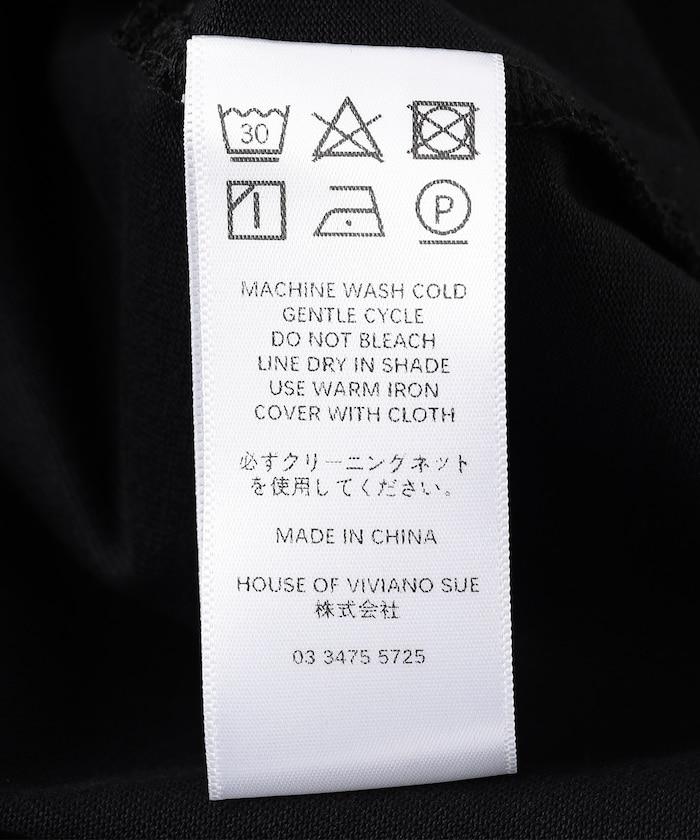 30
P
MACHINE WASH COLD
GENTLE CYCLE
DO NOT BLEACH
LINE DRY IN SHADE
USE WARM IRON
COVER WITH CLOTH
必ずクリーニングネット
を使用してください。
MADE IN CHINA
HOUSE OF VIVIANO SUE
株式会社
03 3475 5725